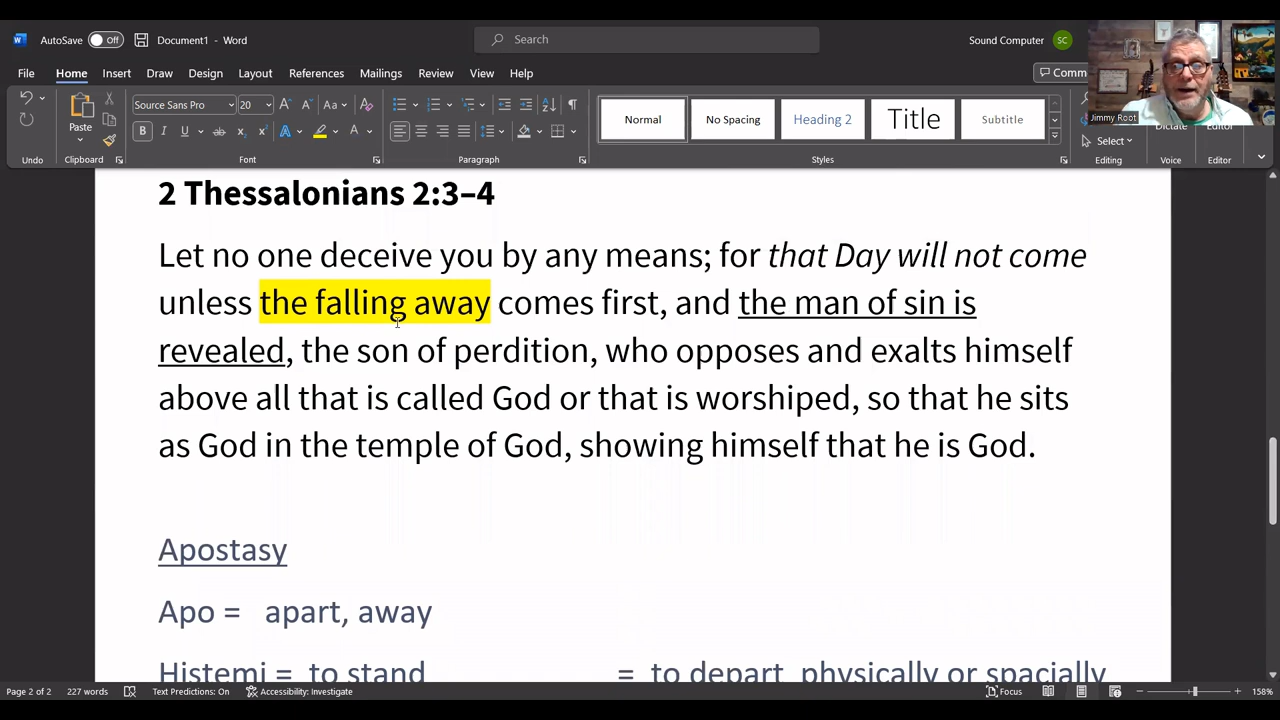 AutoSave Off Document1 - Word Search Sound Computer SC
File Home Insert Draw Design Layout References Mailings Review View Help Comm
Source Sans Pro 20 Aa Normal No Spacing Heading 2 Title Subtitle
Paste B I U ab x₂ x² A A Select Dictate Editor
Undo Clipboard Font Paragraph Styles Editing Voice Editor
Jimmy Root
2 Thessalonians 2:3–4
Let no one deceive you by any means; for that Day will not come
unless the falling away comes first, and the man of sin is
revealed, the son of perdition, who opposes and exalts himself
above all that is called God or that is worshiped, so that he sits
as God in the temple of God, showing himself that he is God.
Apostasy
Apo = apart, away
Histemi = to stand = to depart physically or spacially
Page 2 of 2 227 words Text Predictions: On Accessibility: Investigate Focus 158%